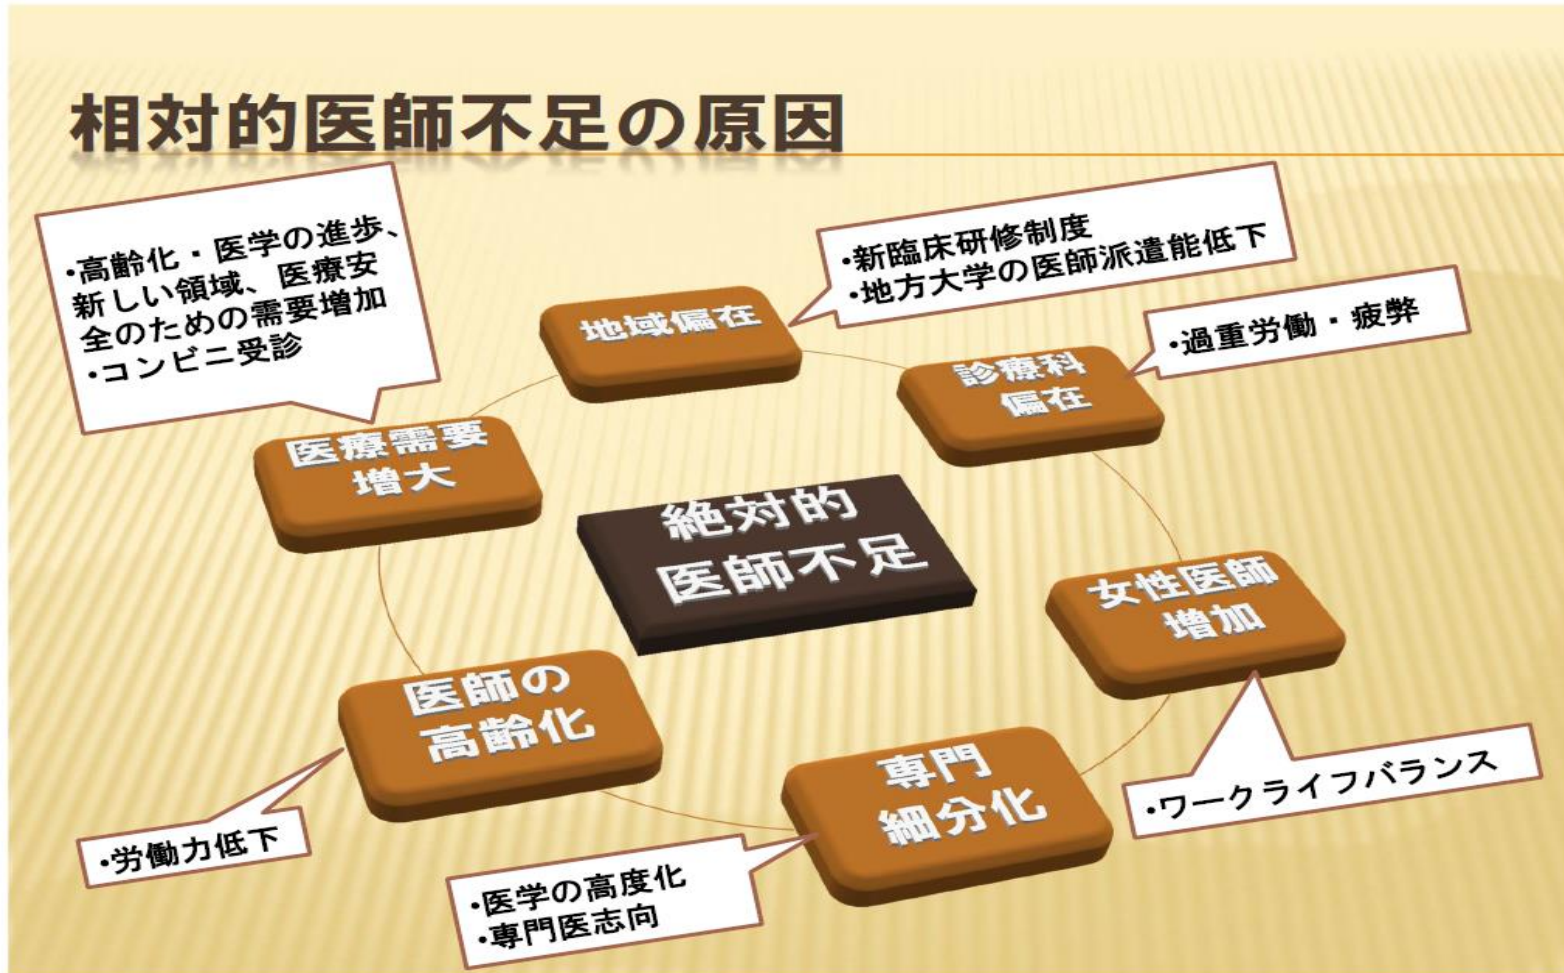 相対的医師不足の原因
・高齢化・医学の進歩、
新しい領域、医療安
全のための需要増加
・コンビニ受診
・新臨床研修制度
・地方大学の医師派遣能低下
・過重労働・疲弊
地域偏在
診療科
偏在
医療需要
増大
絶対的
医師不足
女性医師
増加
医師の
高齢化
専門
細分化
・ワークライフバランス
・労働力低下
・医学の高度化
・専門医志向